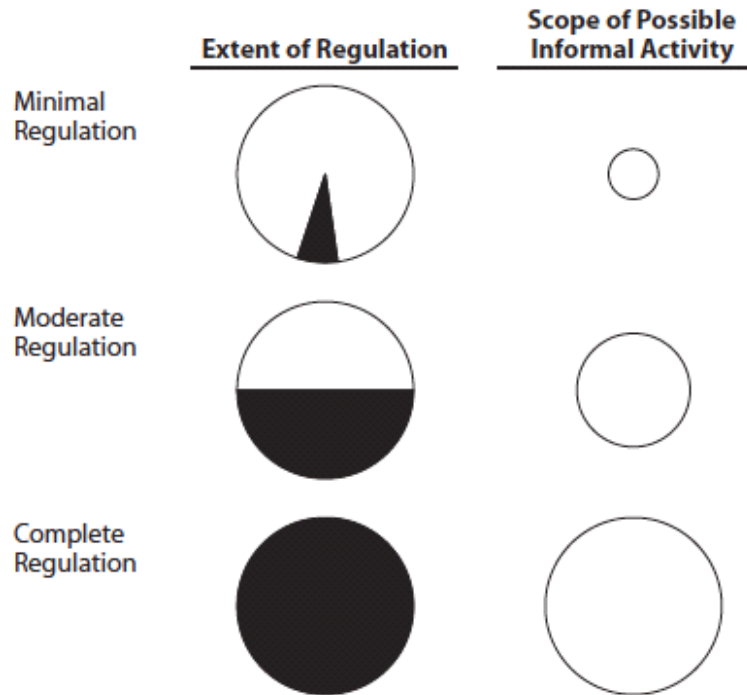 Extent of Regulation
Scope of Possible
Informal Activity
Minimal
Regulation
Moderate
Regulation
Complete
Regulation